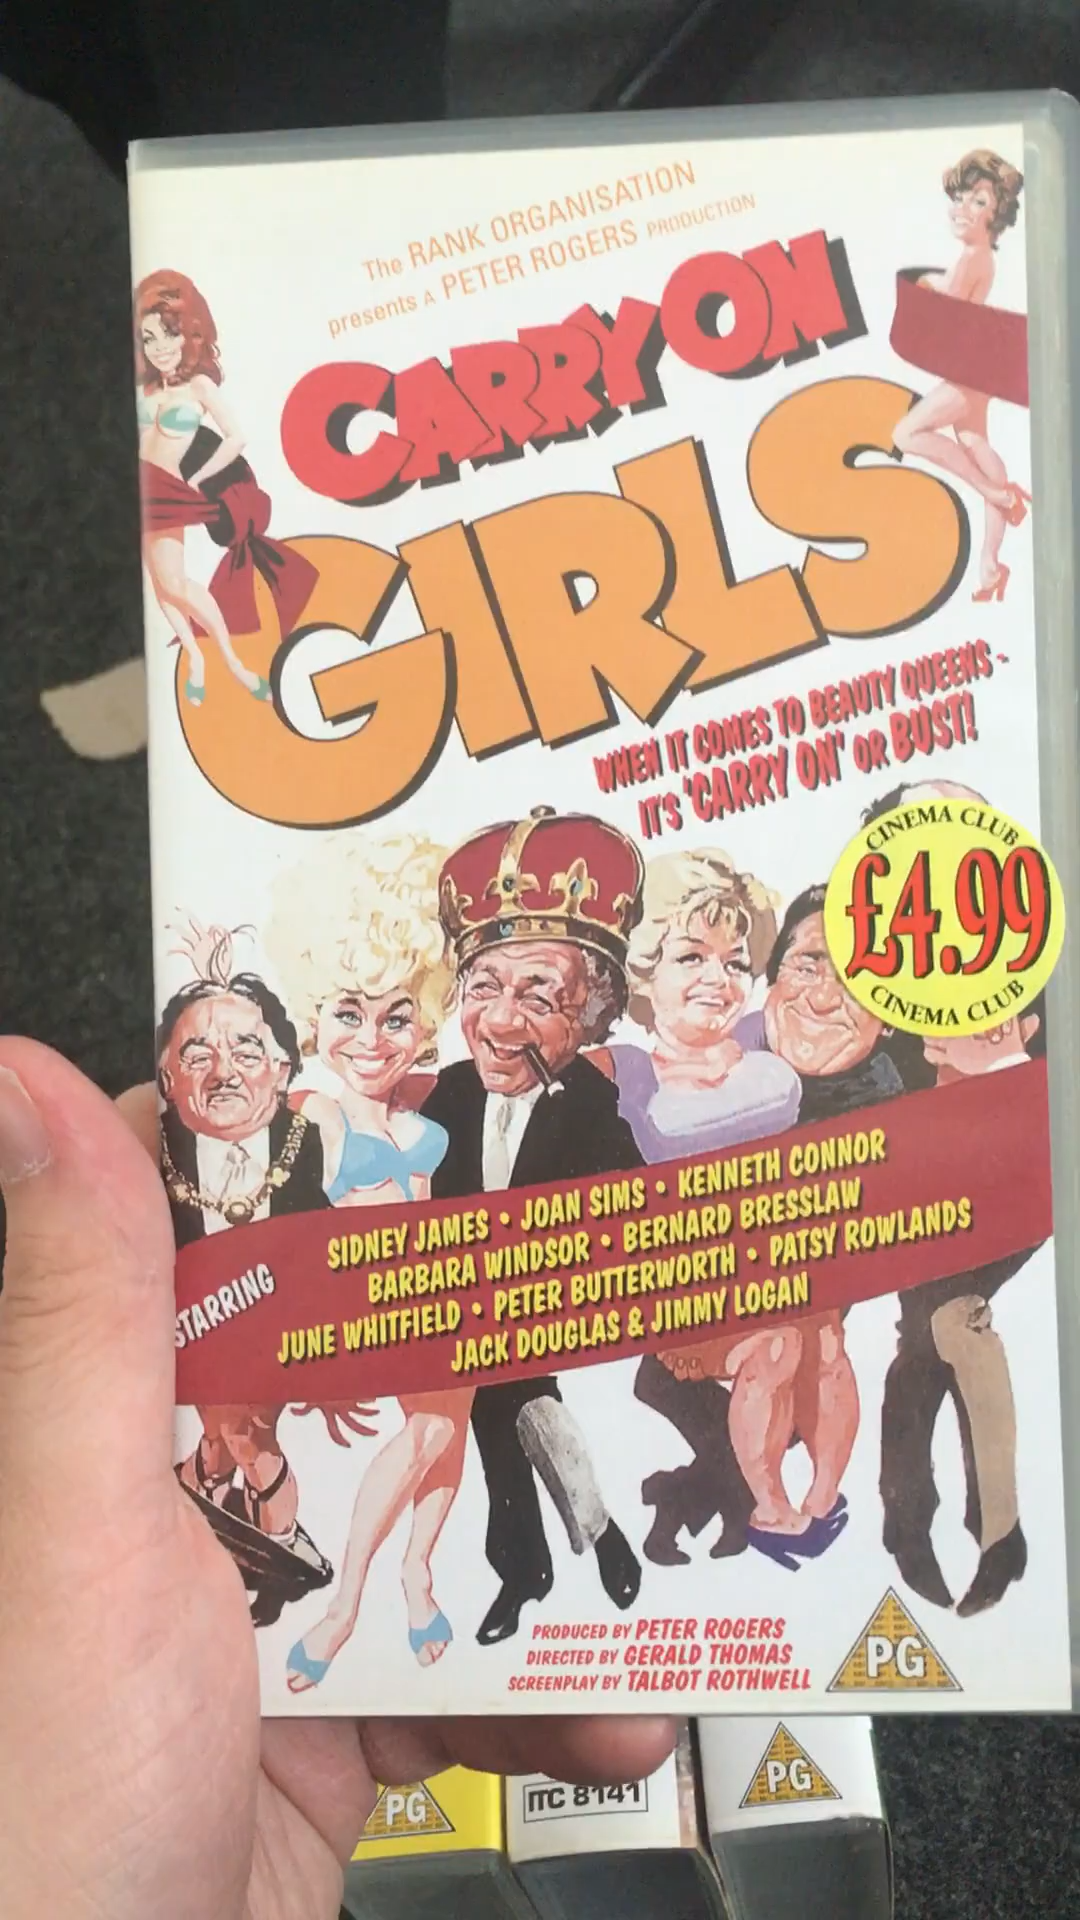 The RANK ORGANISATION
presents A PETER ROGERS PRODUCTION
CARRY ON
GIRLS
WHEN IT COMES TO BEAUTY QUEENS -
IT'S 'CARRY ON' OR BUST!
CINEMA CLUB
£4.99
CINEMA CLUB
STARRING
SIDNEY JAMES • JOAN SIMS • KENNETH CONNOR
BARBARA WINDSOR • BERNARD BRESSLAW
JUNE WHITFIELD • PETER BUTTERWORTH • PATSY ROWLANDS
JACK DOUGLAS & JIMMY LOGAN
PRODUCED BY PETER ROGERS
DIRECTED BY GERALD THOMAS
SCREENPLAY BY TALBOT ROTHWELL
PG
PG
ITC 8141
PG